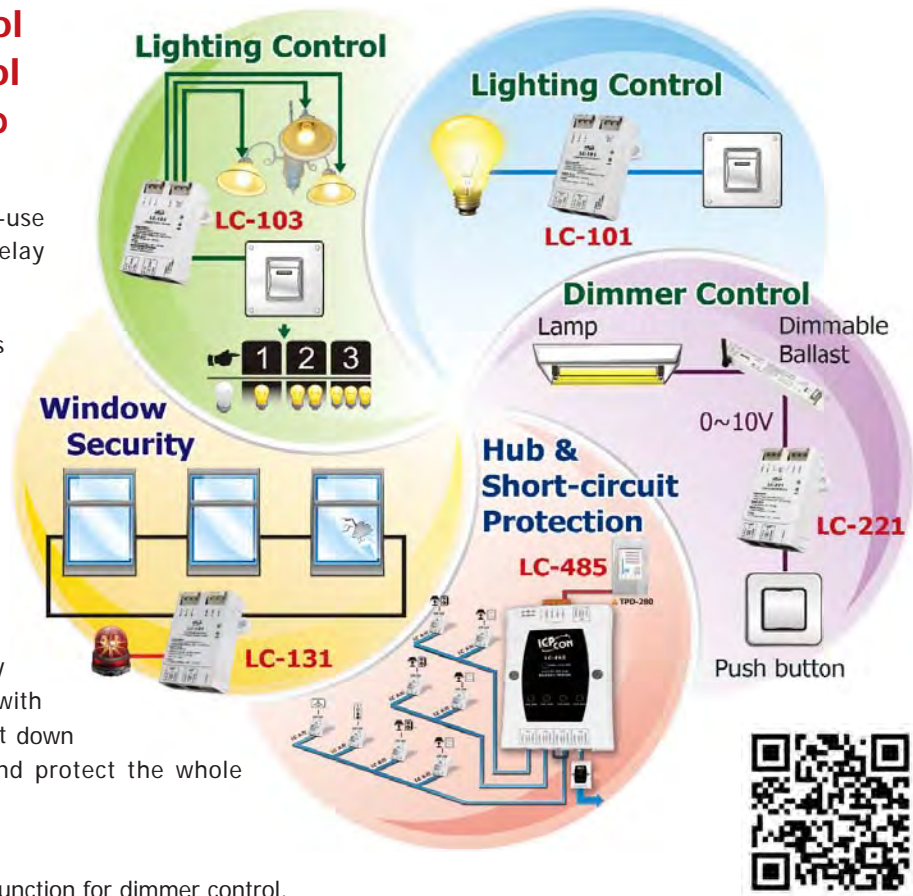 ol
ol
o
-use
elay
s
y
with
t down
nd protect the whole
unction for dimmer control.
Lighting Control
LC-103
1 2 3
Lighting Control
LC-101
Dimmer Control
Lamp
Dimmable
Ballast
0~10V
LC-221
Push button
Window
Security
LC-131
Hub &
Short-circuit
Protection
LC-485
TPD-280
ICP CON
LC-485